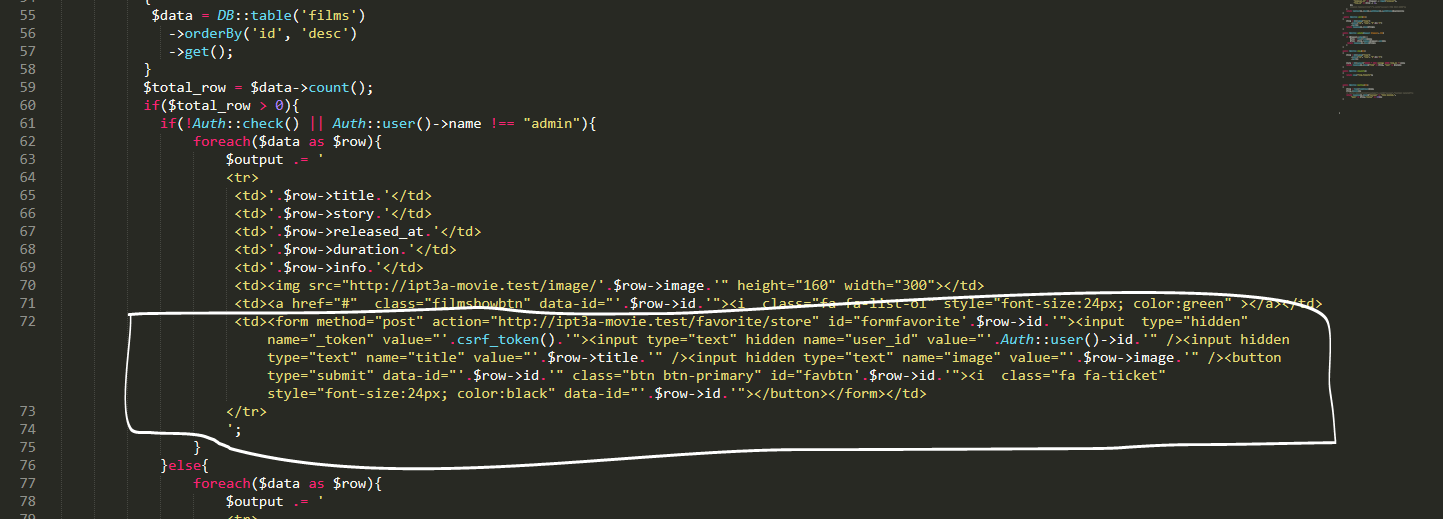 55 $data = DB::table('films')
56 ->orderBy('id', 'desc')
57 ->get();
58 }
59 $total_row = $data->count();
60 if($total_row > 0){
61 if(!Auth::check() || Auth::user()->name !== "admin"){
62 foreach($data as $row){
63 $output .= '
64 <tr>
65 <td>'.$row->title.'</td>
66 <td>'.$row->story.'</td>
67 <td>'.$row->released_at.'</td>
68 <td>'.$row->duration.'</td>
69 <td>'.$row->info.'</td>
70 <td><img src="http://ipt3a-movie.test/image/'.$row->image.'" height="160" width="300"></td>
71 <td><a href="#"  class="filmshowbtn" data-id="'.$row->id.'"><i  class="fa fa-list-ol"  style="font-size:24px; color:green" ></a></td>
72 <td><form method="post" action="http://ipt3a-movie.test/favorite/store" id="formfavorite'.$row->id.'"><input  type="hidden"
name="_token" value="'.csrf_token().'"><input type="text" hidden name="user_id" value="'.Auth::user()->id.'" /><input hidden
type="text" name="title" value="'.$row->title.'" /><input hidden type="text" name="image" value="'.$row->image.'" /><button
type="submit" data-id="'.$row->id.'" class="btn btn-primary" id="favbtn'.$row->id.'"><i  class="fa fa-ticket"
style="font-size:24px; color:black" data-id="'.$row->id.'"></button></form></td>
73 </tr>
74 ';
75 }
76 }else{
77 foreach($data as $row){
78 $output .= '